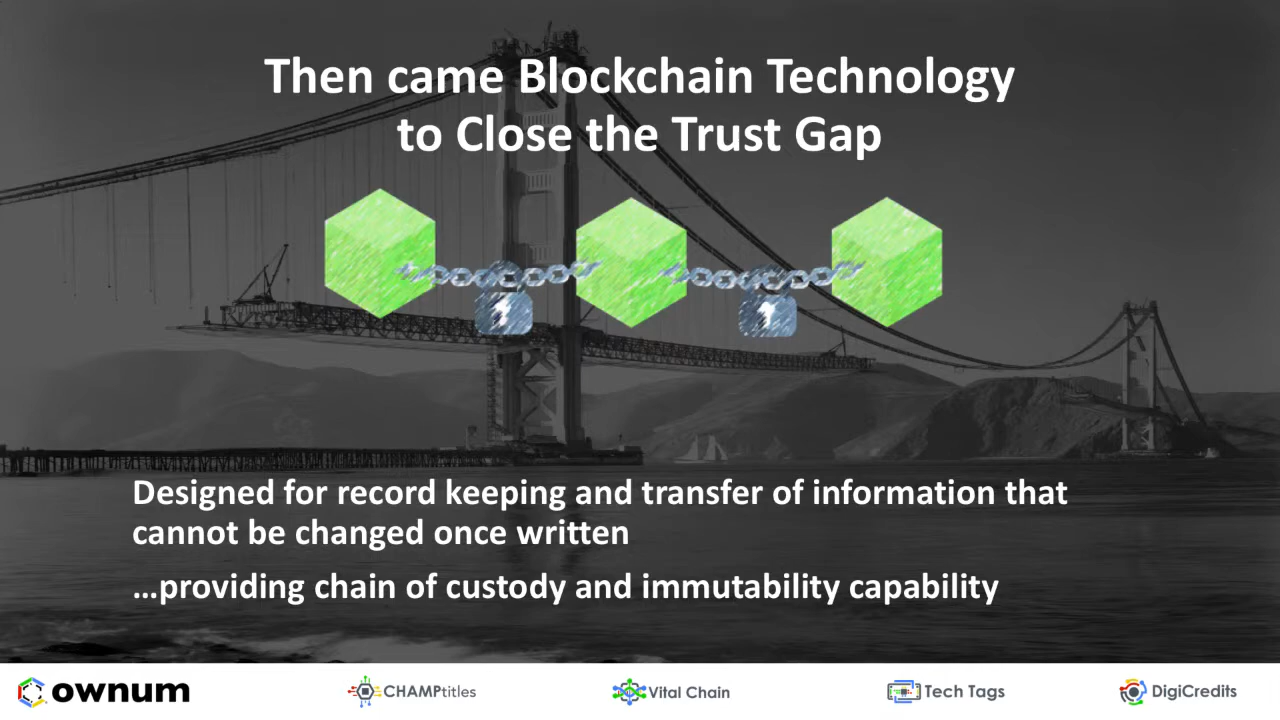 Then came Blockchain Technology
to Close the Trust Gap
Designed for record keeping and transfer of information that
cannot be changed once written
...providing chain of custody and immutability capability
ownum
CHAMPtitles
Vital Chain
Tech Tags
DigiCredits